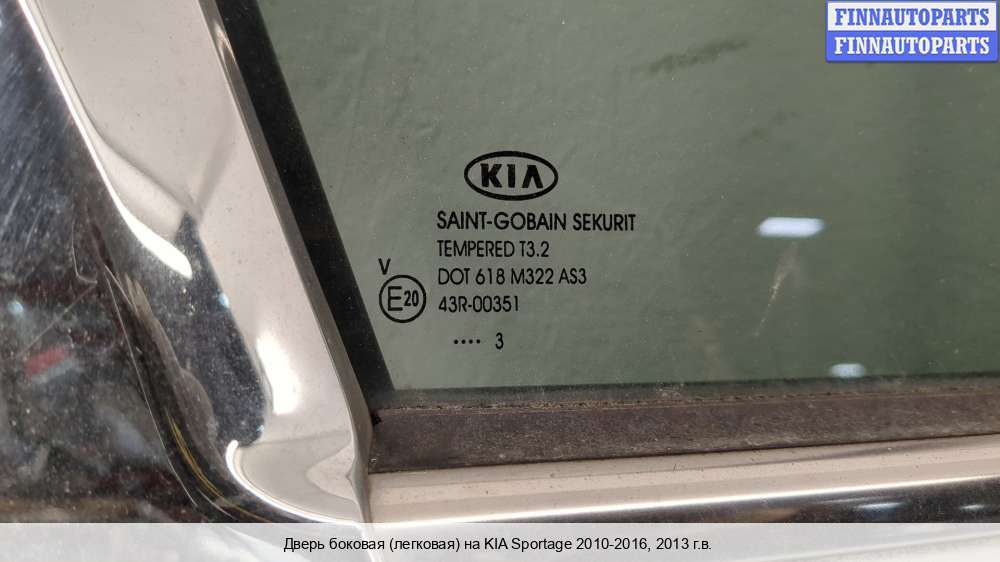 FINNAUTOPARTS
FINNAUTOPARTS
KIA
SAINT-GOBAIN SEKURIT
TEMPERED T3.2
DOT 618 M322 AS3
V
E20
43R-00351
.... 3
Дверь боковая (легковая) на KIA Sportage 2010-2016, 2013 г.в.